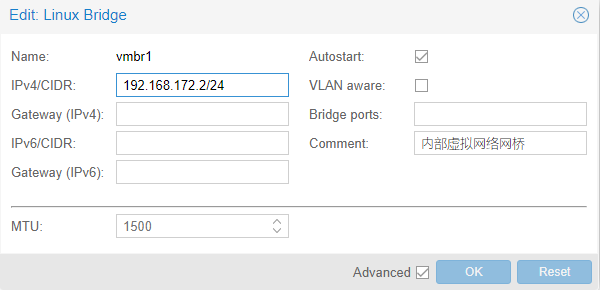 Edit: Linux Bridge
Name: vmbr1 Autostart:
IPv4/CIDR: 192.168.172.2/24 VLAN aware:
Gateway (IPv4): Bridge ports:
IPv6/CIDR: Comment: 内部虚拟网络网桥
Gateway (IPv6):
MTU: 1500
Advanced OK Reset